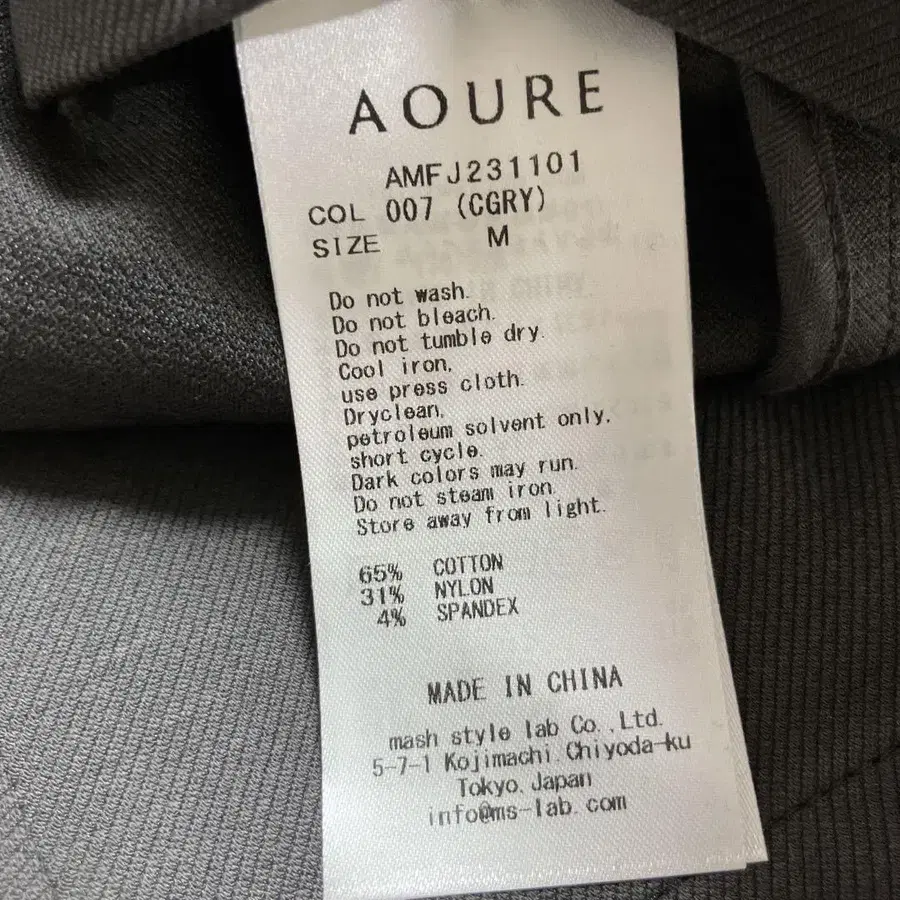 AOURE
AMFJ231101
COL 007 (CGRY)
SIZE M
Do not wash.
Do not bleach.
Do not tumble dry.
Cool iron,
use press cloth.
Dryclean,
petroleum solvent only,
short cycle.
Dark colors may run.
Do not steam iron.
Store away from light.
65% COTTON
31% NYLON
4% SPANDEX
MADE IN CHINA
mash style lab Co.,Ltd.
5-7-1 Kojimachi Chiyoda-ku
Tokyo, Japan
info@ms-lab.com